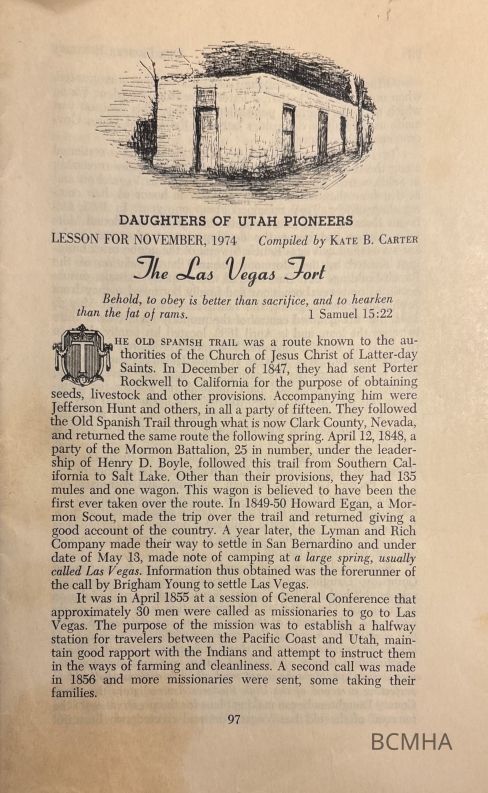 DAUGHTERS OF UTAH PIONEERS
LESSON FOR NOVEMBER, 1974 Compiled by KATE B. CARTER
The Las Vegas Fort
Behold, to obey is better than sacrifice, and to hearken
than the fat of rams. 1 Samuel 15:22
THE OLD SPANISH TRAIL was a route known to the au-
thorities of the Church of Jesus Christ of Latter-day
Saints. In December of 1847, they had sent Porter
Rockwell to California for the purpose of obtaining
seeds, livestock and other provisions. Accompanying him were
Jefferson Hunt and others, in all a party of fifteen. They followed
the Old Spanish Trail through what is now Clark County, Nevada,
and returned the same route the following spring. April 12, 1848, a
party of the Mormon Battalion, 25 in number, under the leader-
ship of Henry D. Boyle, followed this trail from Southern Cal-
ifornia to Salt Lake. Other than their provisions, they had 135
mules and one wagon. This wagon is believed to have been the
first ever taken over the route. In 1849-50 Howard Egan, a Mor-
mon Scout, made the trip over the trail and returned giving a
good account of the country. A year later, the Lyman and Rich
Company made their way to settle in San Bernardino and under
date of May 13, made note of camping at a large spring, usually
called Las Vegas. Information thus obtained was the forerunner of
the call by Brigham Young to settle Las Vegas.
It was in April 1855 at a session of General Conference that
approximately 30 men were called as missionaries to go to Las
Vegas. The purpose of the mission was to establish a halfway
station for travelers between the Pacific Coast and Utah, main-
tain good rapport with the Indians and attempt to instruct them
in the ways of farming and cleanliness. A second call was made
in 1856 and more missionaries were sent, some taking their
families.
97
BCMHA